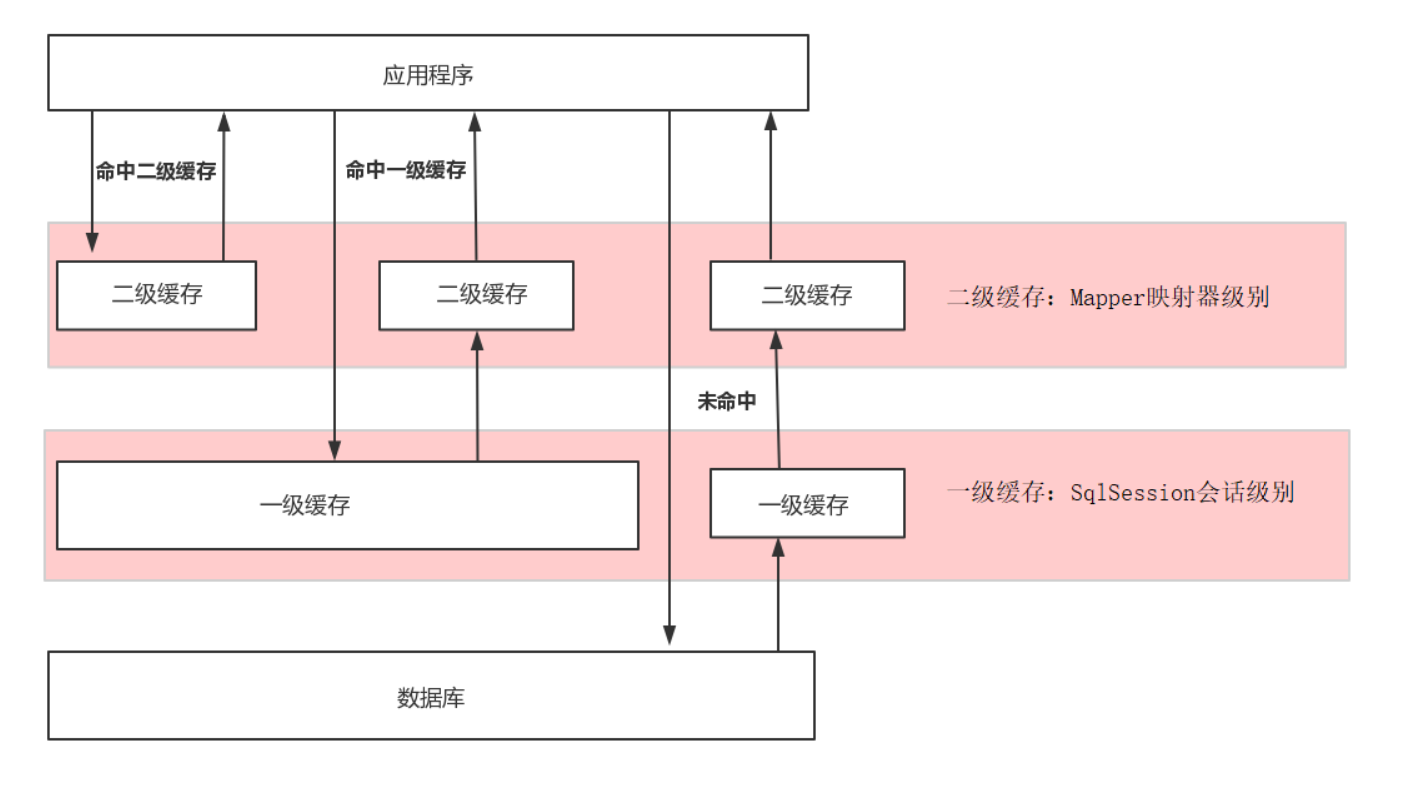 应用程序
命中二级缓存
命中一级缓存
二级缓存
二级缓存
二级缓存
二级缓存：Mapper映射器级别
未命中
一级缓存
一级缓存
一级缓存：SqlSession会话级别
数据库